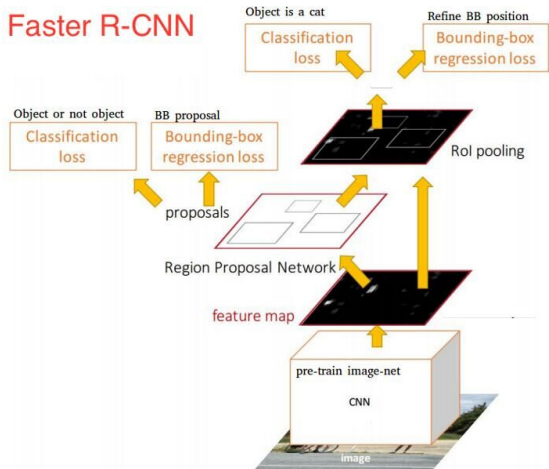 Faster R-CNN
Object is a cat
Refine BB position
Classification
loss
Bounding-box
regression loss
Object or not object
BB proposal
Classification
loss
Bounding-box
regression loss
RoI pooling
proposals
Region Proposal Network
feature map
pre-train image-net
CNN
image